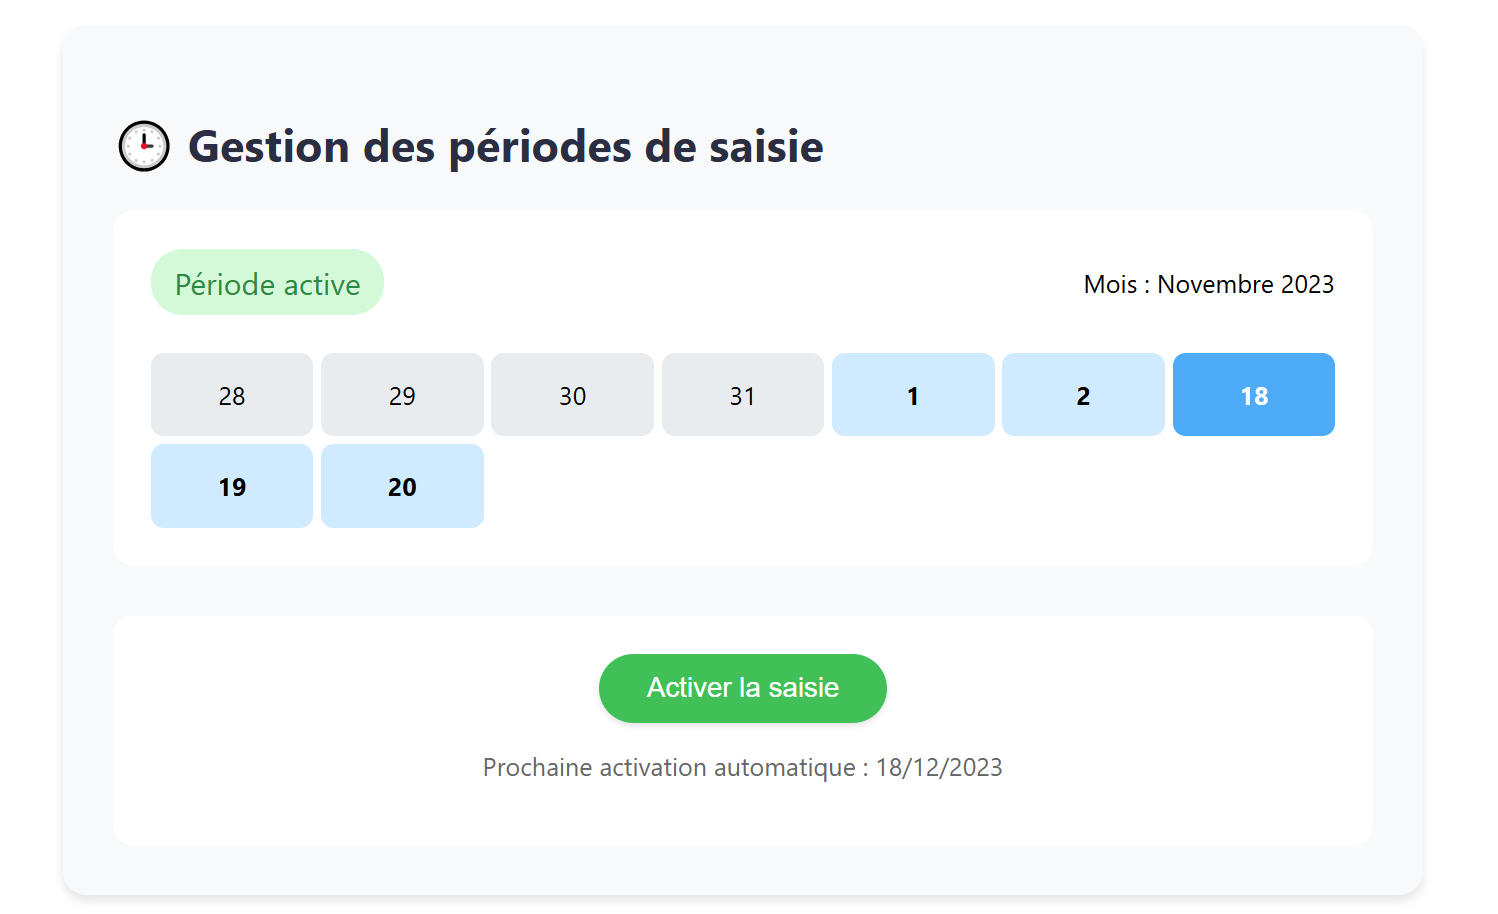 Gestion des périodes de saisie
Période active
Mois : Novembre 2023
28 29 30 31 1 2 18
19 20
Activer la saisie
Prochaine activation automatique : 18/12/2023